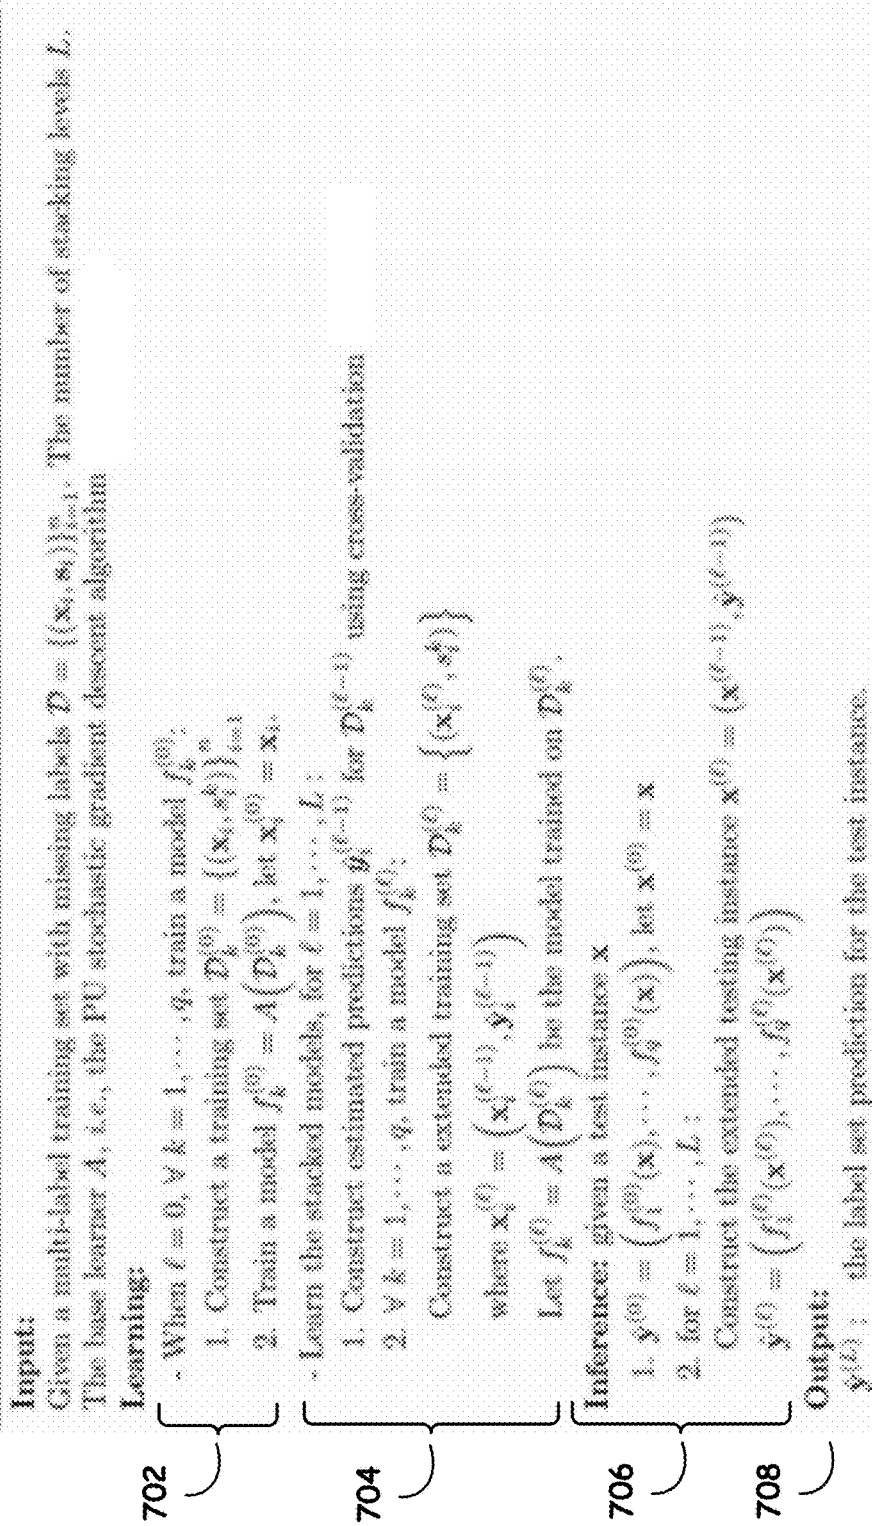 Input:
Given a multi-label training set with missing labels D = {(x_i, s_i)}_{i=1}^n. The number of stacking levels L.
The base learner A, i.e., the PU stochastic gradient descent algorithm
Learning:
- When ℓ = 0, ∀ k = 1, ⋯ , q, train a model f_k^{(0)}:
1. Construct a training set D_k^{(0)} = {(x_i, s_i^k)}_{i=1}^n
2. Train a model f_k^{(0)} = A(D_k^{(0)}), let x_i^{(0)} = x_i.
702
- Learn the stacked models, for ℓ = 1, ⋯ , L :
1. Construct estimated predictions y_i^{(ℓ−1)} for D_k^{(ℓ−1)} using cross-validation
2. ∀ k = 1, ⋯ , q, train a model f_k^{(ℓ)}:
Construct a extended training set D_k^{(ℓ)} = {(x_i^{(ℓ)}, s_i^k)}
where x_i^{(ℓ)} = (x_i^{(ℓ−1)}, y_i^{(ℓ−1)})
Let f_k^{(ℓ)} = A(D_k^{(ℓ)}) be the model trained on D_k^{(ℓ)}.
704
Inference: given a test instance x
1. y^{(0)} = (f_1^{(0)}(x), ⋯ , f_q^{(0)}(x)), let x^{(0)} = x
2. for ℓ = 1, ⋯ , L :
Construct the extended testing instance x^{(ℓ)} = (x^{(ℓ−1)}, y^{(ℓ−1)})
y^{(ℓ)} = (f_1^{(ℓ)}(x^{(ℓ)}), ⋯ , f_q^{(ℓ)}(x^{(ℓ)}))
706
Output:
y^{(L)} : the label set prediction for the test instance.
708